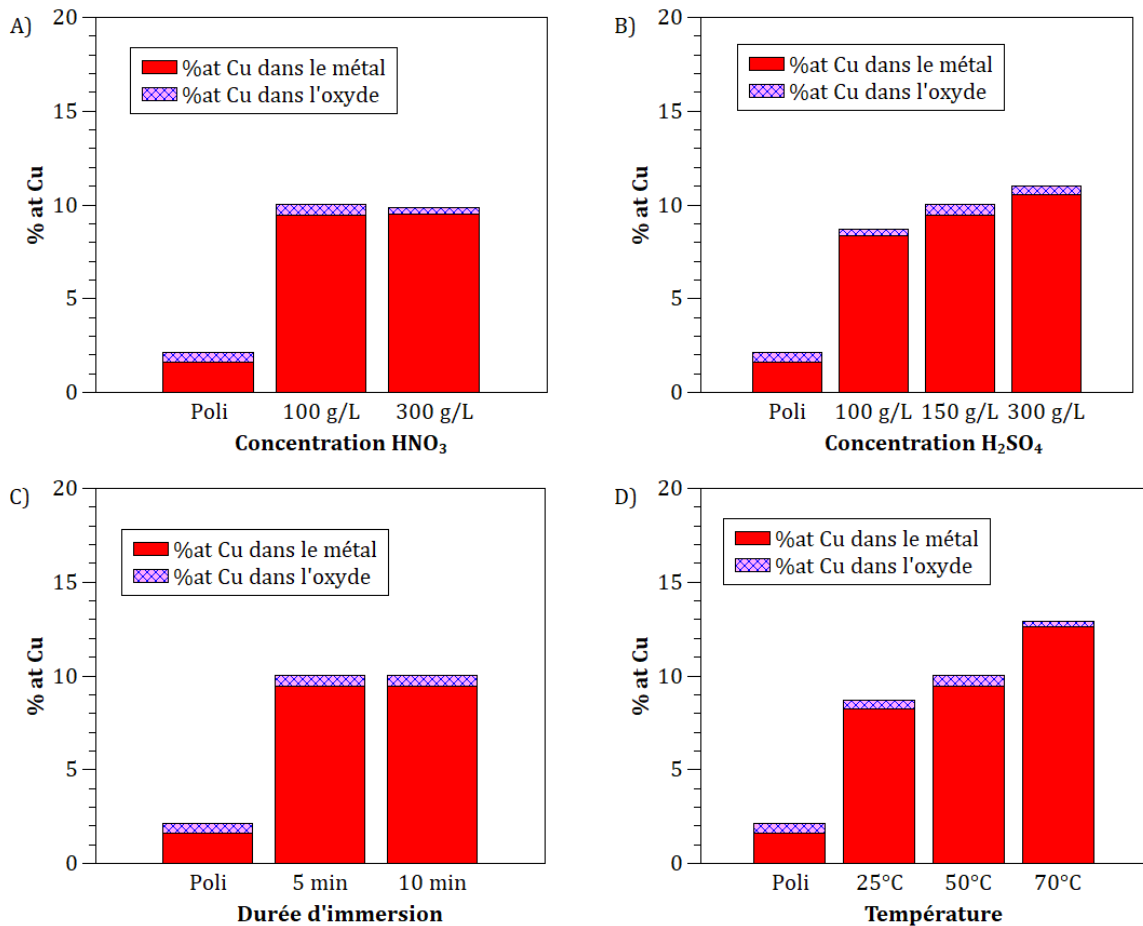 A)
20
15
10
5
0
% at Cu
%at Cu dans le métal
%at Cu dans l'oxyde
Poli 100 g/L 300 g/L
Concentration HNO₃
B)
20
15
10
5
0
% at Cu
%at Cu dans le métal
%at Cu dans l'oxyde
Poli 100 g/L 150 g/L 300 g/L
Concentration H₂SO₄
C)
20
15
10
5
0
% at Cu
%at Cu dans le métal
%at Cu dans l'oxyde
Poli 5 min 10 min
Durée d'immersion
D)
20
15
10
5
0
% at Cu
%at Cu dans le métal
%at Cu dans l'oxyde
Poli 25°C 50°C 70°C
Température